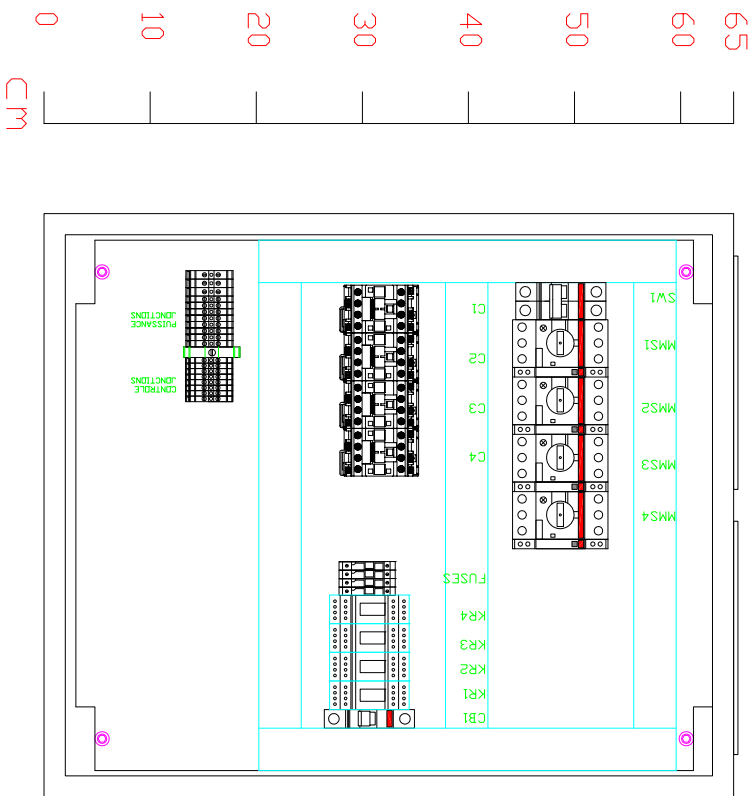 0
10
20
30
40
50
60
65
cm
SW1
MMS1
MMS2
MMS3
MMS4
C1
C2
C3
C4
FUSES
KR4
KR3
KR2
KR1
CB1
JONCTIONS
PUISSANCE
JONCTIONS
CONTROLE